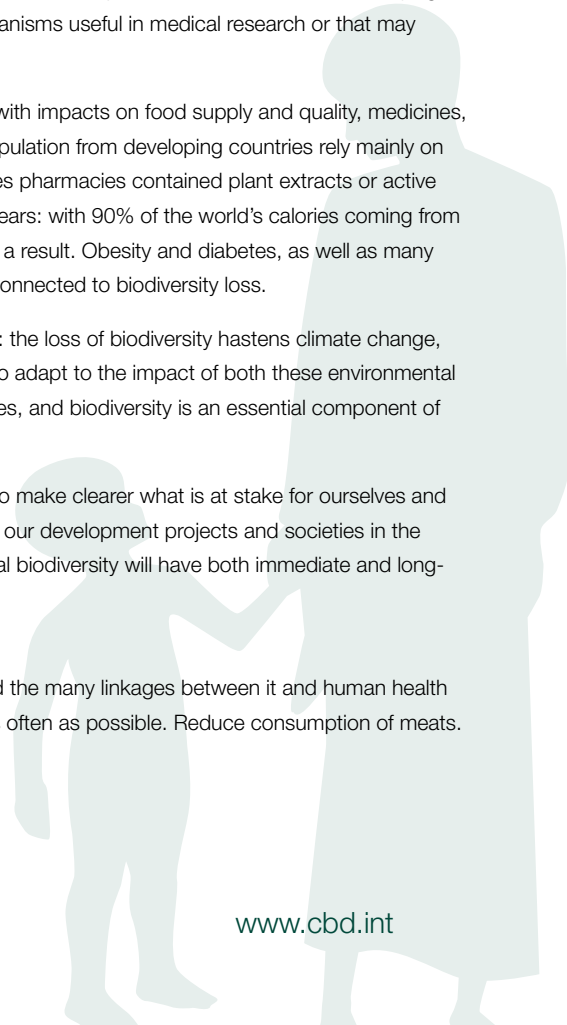 anisms useful in medical research or that may
with impacts on food supply and quality, medicines,
pulation from developing countries rely mainly on
es pharmacies contained plant extracts or active
ears: with 90% of the world's calories coming from
a result. Obesity and diabetes, as well as many
onnected to biodiversity loss.
: the loss of biodiversity hastens climate change,
o adapt to the impact of both these environmental
es, and biodiversity is an essential component of
o make clearer what is at stake for ourselves and
our development projects and societies in the
al biodiversity will have both immediate and long-
d the many linkages between it and human health
often as possible. Reduce consumption of meats.
www.cbd.int